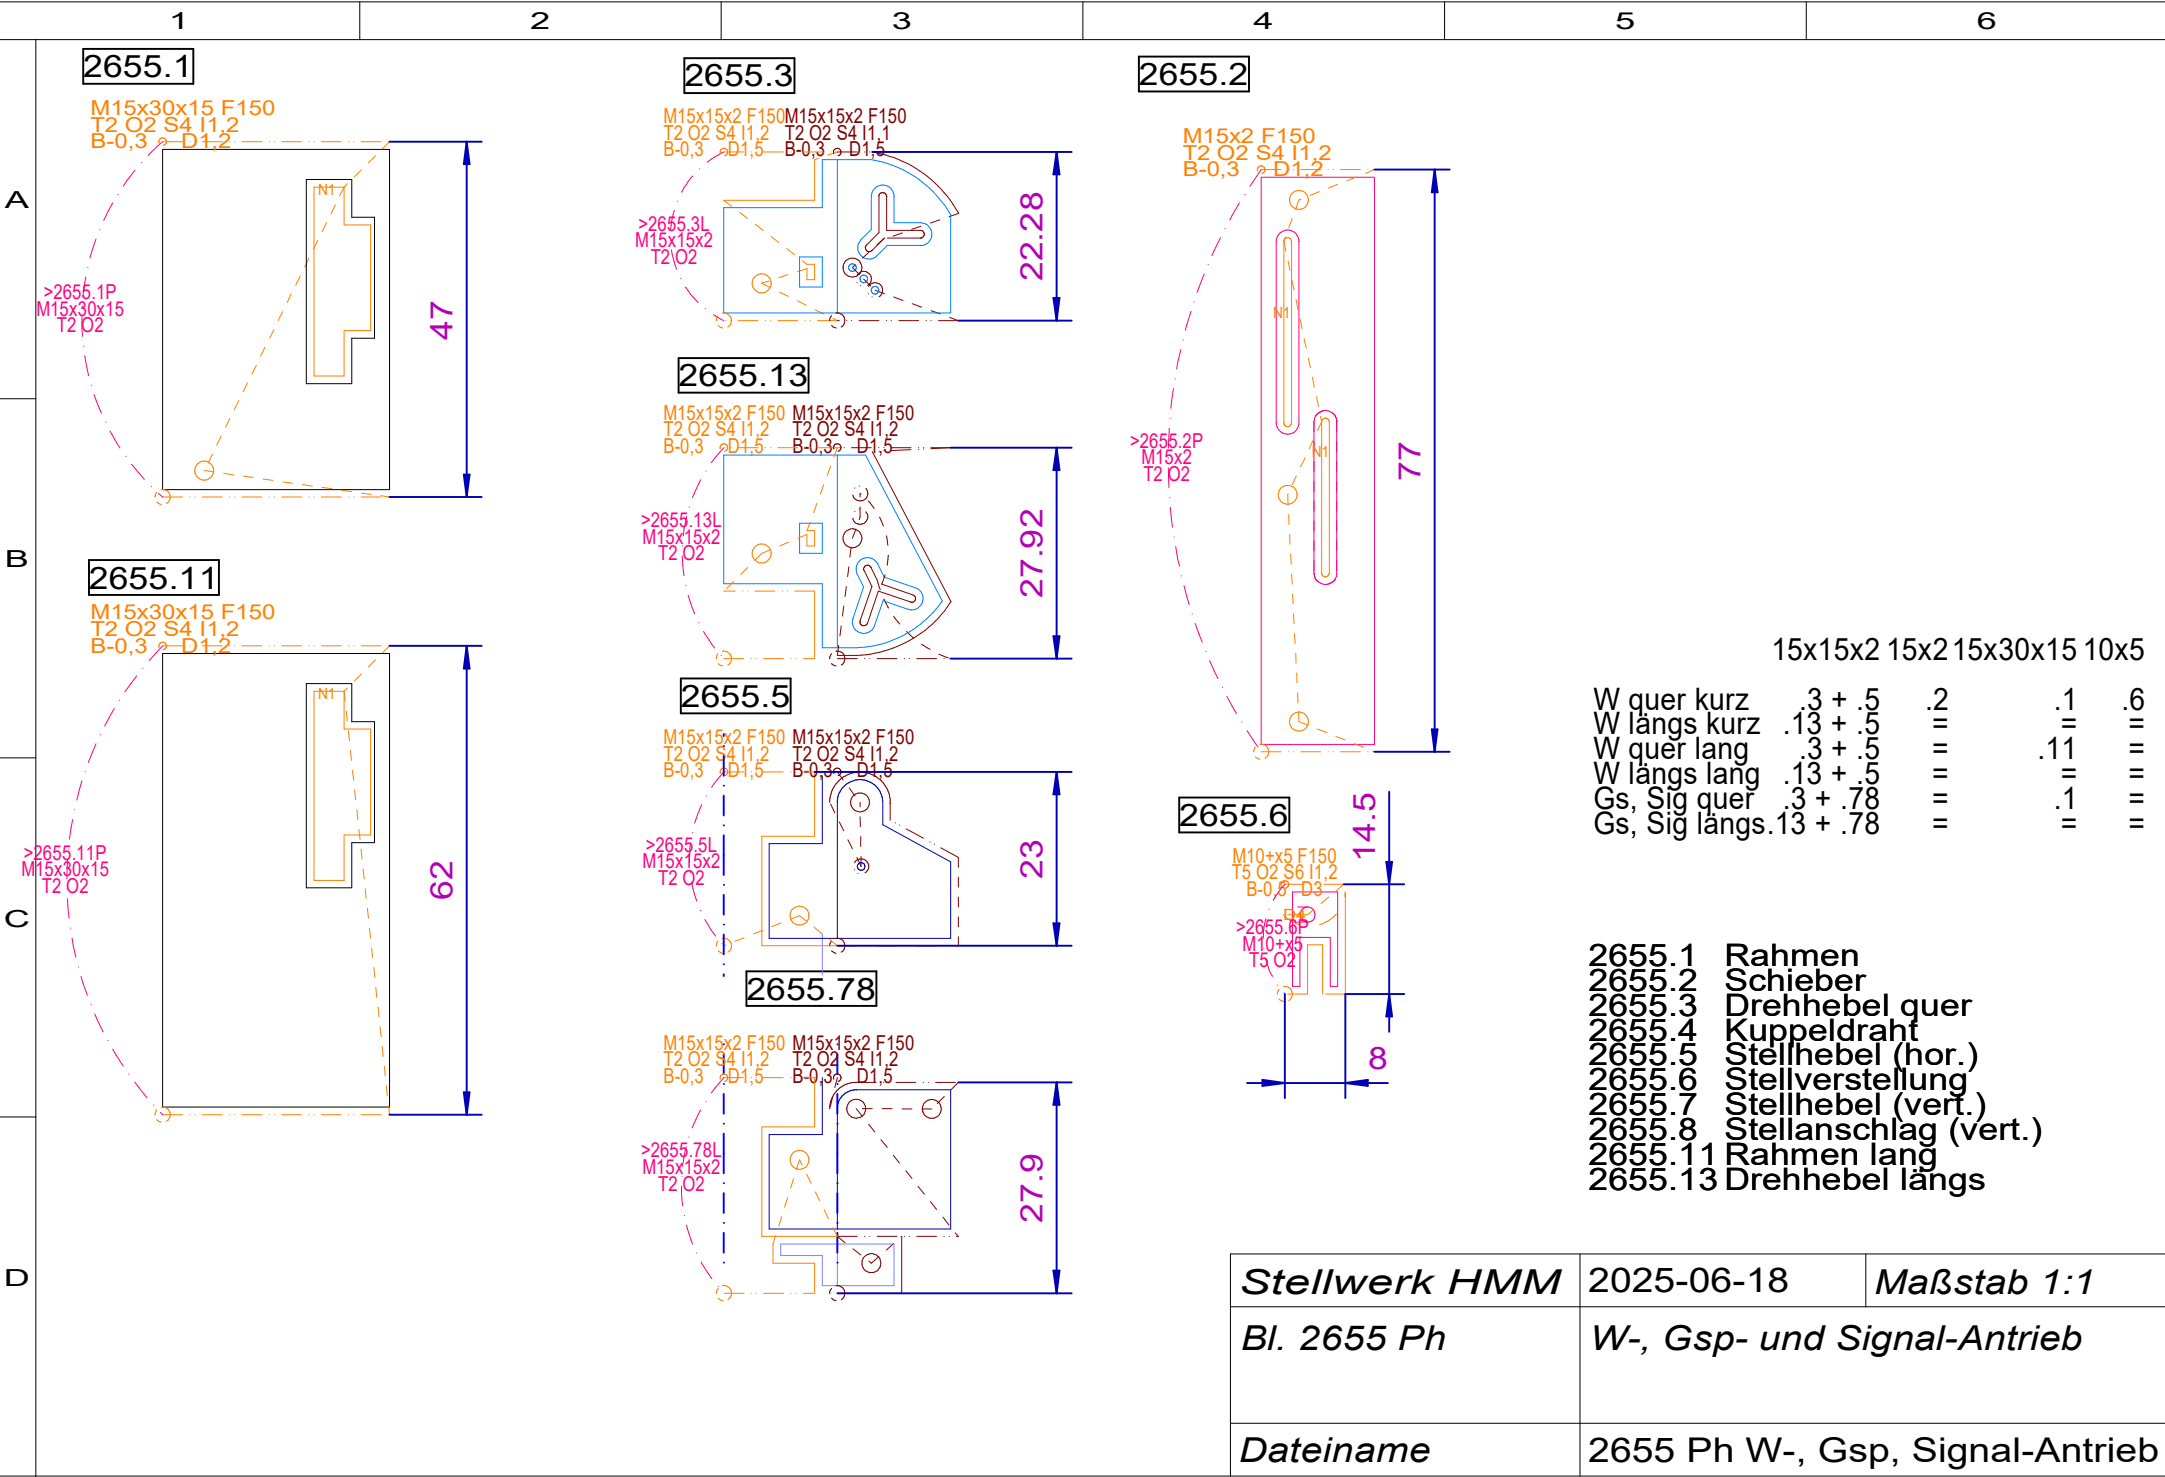 1 2 3 4 5 6
A
B
C
D
2655.1
M15x30x15 F150
T2 O2 S4 I1,2
B-0,3 D1,2
N1
>2655.1P
M15x30x15
T2 O2
47
2655.11
M15x30x15 F150
T2 O2 S4 I1,2
B-0,3 D1,2
N1
>2655.11P
M15x30x15
T2 O2
62
2655.3
M15x15x2 F150 M15x15x2 F150
T2 O2 S4 I1,2 T2 O2 S4 I1,1
B-0,3 D1,5 B-0,3 D1,5
>2655.3L
M15x15x2
T2 O2
22.28
2655.13
M15x15x2 F150 M15x15x2 F150
T2 O2 S4 I1,2 T2 O2 S4 I1,2
B-0,3 D1,5 B-0,3 D1,5
>2655.13L
M15x15x2
T2 O2
27.92
2655.5
M15x15x2 F150 M15x15x2 F150
T2 O2 S4 I1,2 T2 O2 S4 I1,2
B-0,3 D1,5 B-0,3 D1,5
>2655.5L
M15x15x2
T2 O2
23
2655.78
M15x15x2 F150 M15x15x2 F150
T2 O2 S4 I1,2 T2 O2 S4 I1,2
B-0,3 D1,5 B-0,3 D1,5
>2655.78L
M15x15x2
T2 O2
27.9
2655.2
M15x2 F150
T2 O2 S4 I1,2
B-0,3 D1,2
N1
N1
>2655.2P
M15x2
T2 O2
77
2655.6
M10+x5 F150
T5 O2 S6 I1,2
D3
>2655.6P
M10+x5
T5 O2
14.5
8
15x15x2 15x2 15x30x15 10x5
W quer kurz .3 + .5 .2 .1 .6
W längs kurz .13 + .5 = = =
W quer lang .3 + .5 = .11 =
W längs lang .13 + .5 = = =
Gs, Sig quer .3 + .78 = .1 =
Gs, Sig längs .13 + .78 = = =
2655.1 Rahmen
2655.2 Schieber
2655.3 Drehhebel quer
2655.4 Kuppeldraht
2655.5 Stellhebel (hor.)
2655.6 Stellverstellung
2655.7 Stellhebel (vert.)
2655.8 Stellanschlag (vert.)
2655.11 Rahmen lang
2655.13 Drehhebel längs
Stellwerk HMM 2025-06-18 Maßstab 1:1
Bl. 2655 Ph W-, Gsp- und Signal-Antrieb
Dateiname 2655 Ph W-, Gsp, Signal-Antrieb